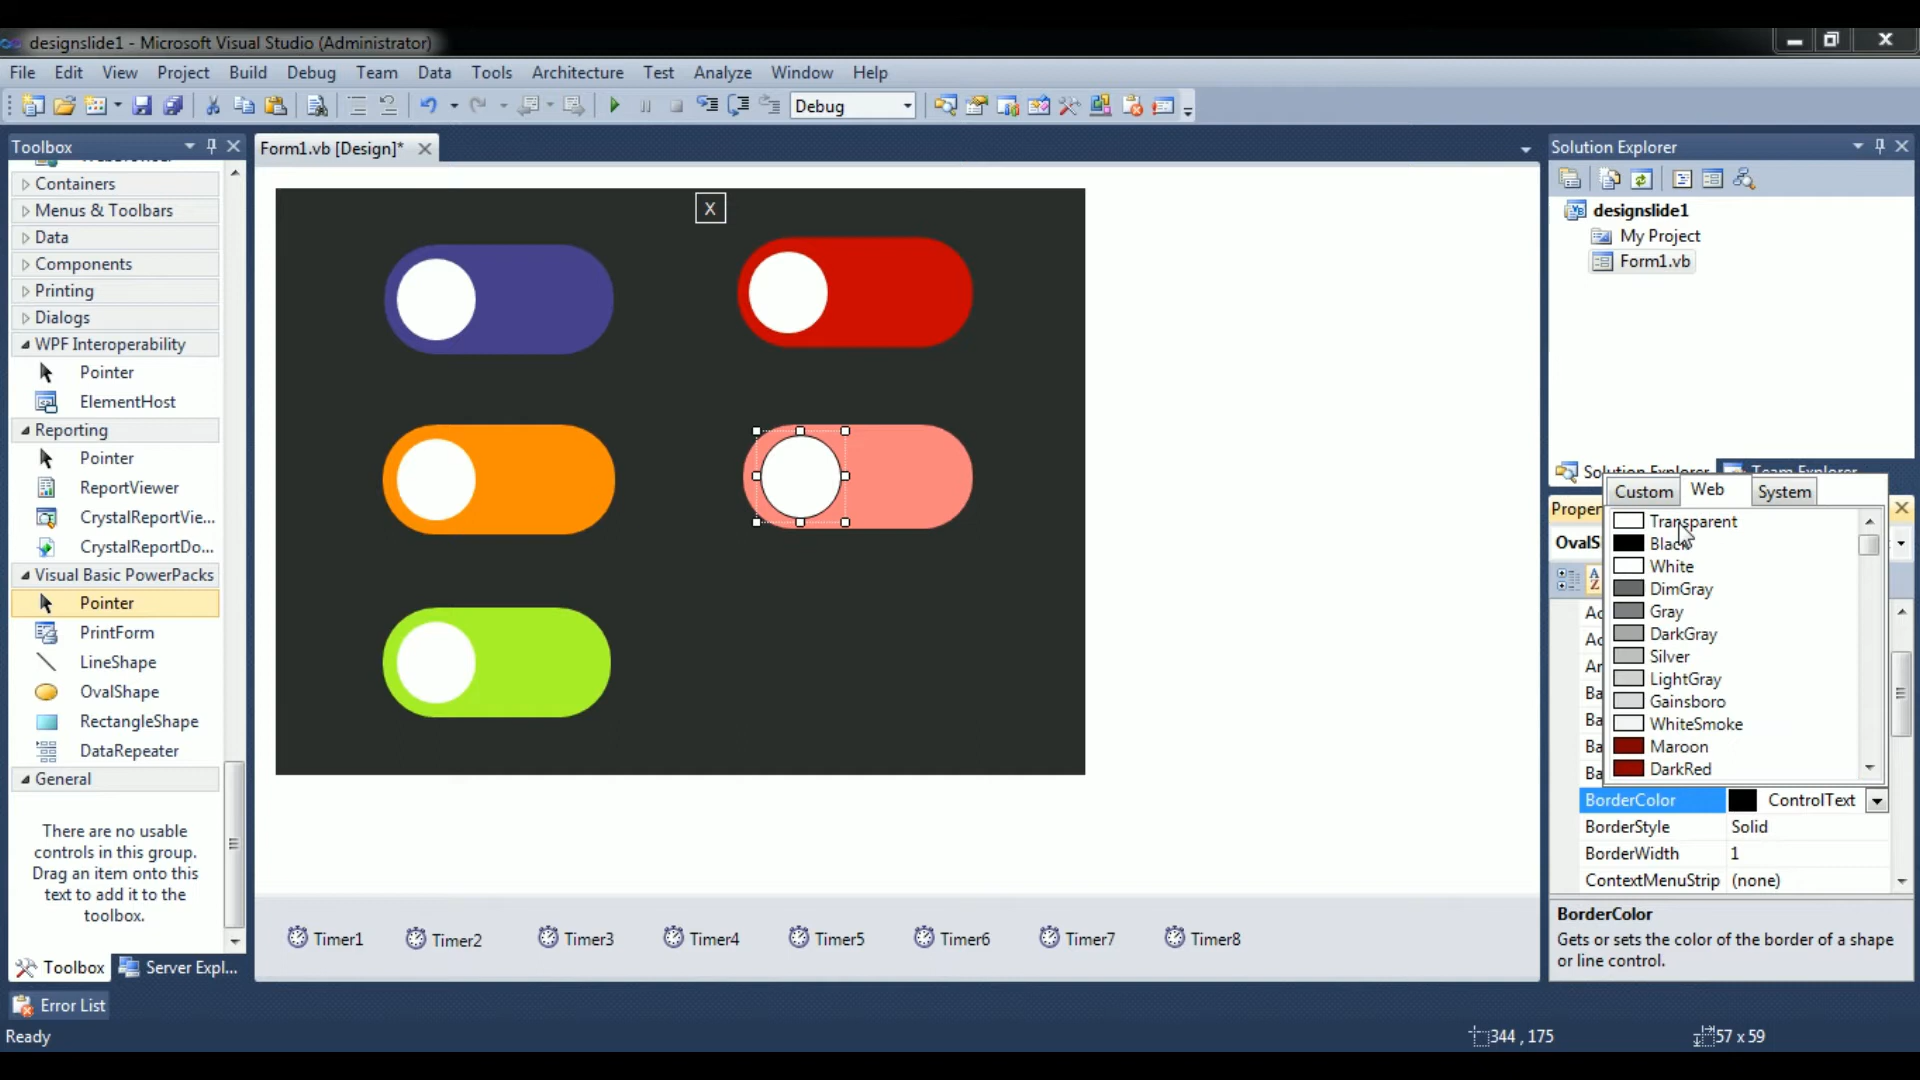 designslide1 - Microsoft Visual Studio (Administrator)
File Edit View Project Build Debug Team Data Tools Architecture Test Analyze Window Help
Debug
Toolbox
Containers
Menus & Toolbars
Data
Components
Printing
Dialogs
WPF Interoperability
Pointer
ElementHost
Reporting
Pointer
ReportViewer
CrystalReportVie...
CrystalReportDo...
Visual Basic PowerPacks
Pointer
PrintForm
LineShape
OvalShape
RectangleShape
DataRepeater
General
There are no usable
controls in this group.
Drag an item onto this
text to add it to the
toolbox.
Toolbox Server Expl...
Error List
Ready
Form1.vb [Design]*
X
Timer1 Timer2 Timer3 Timer4 Timer5 Timer6 Timer7 Timer8
Solution Explorer
designslide1
My Project
Form1.vb
Solution Explorer Team Explorer
Custom Web System
Transparent
Black
White
DimGray
Gray
DarkGray
Silver
LightGray
Gainsboro
WhiteSmoke
Maroon
DarkRed
BorderColor ControlText
BorderStyle Solid
BorderWidth 1
ContextMenuStrip (none)
BorderColor
Gets or sets the color of the border of a shape
or line control.
344 , 175 57 x 59